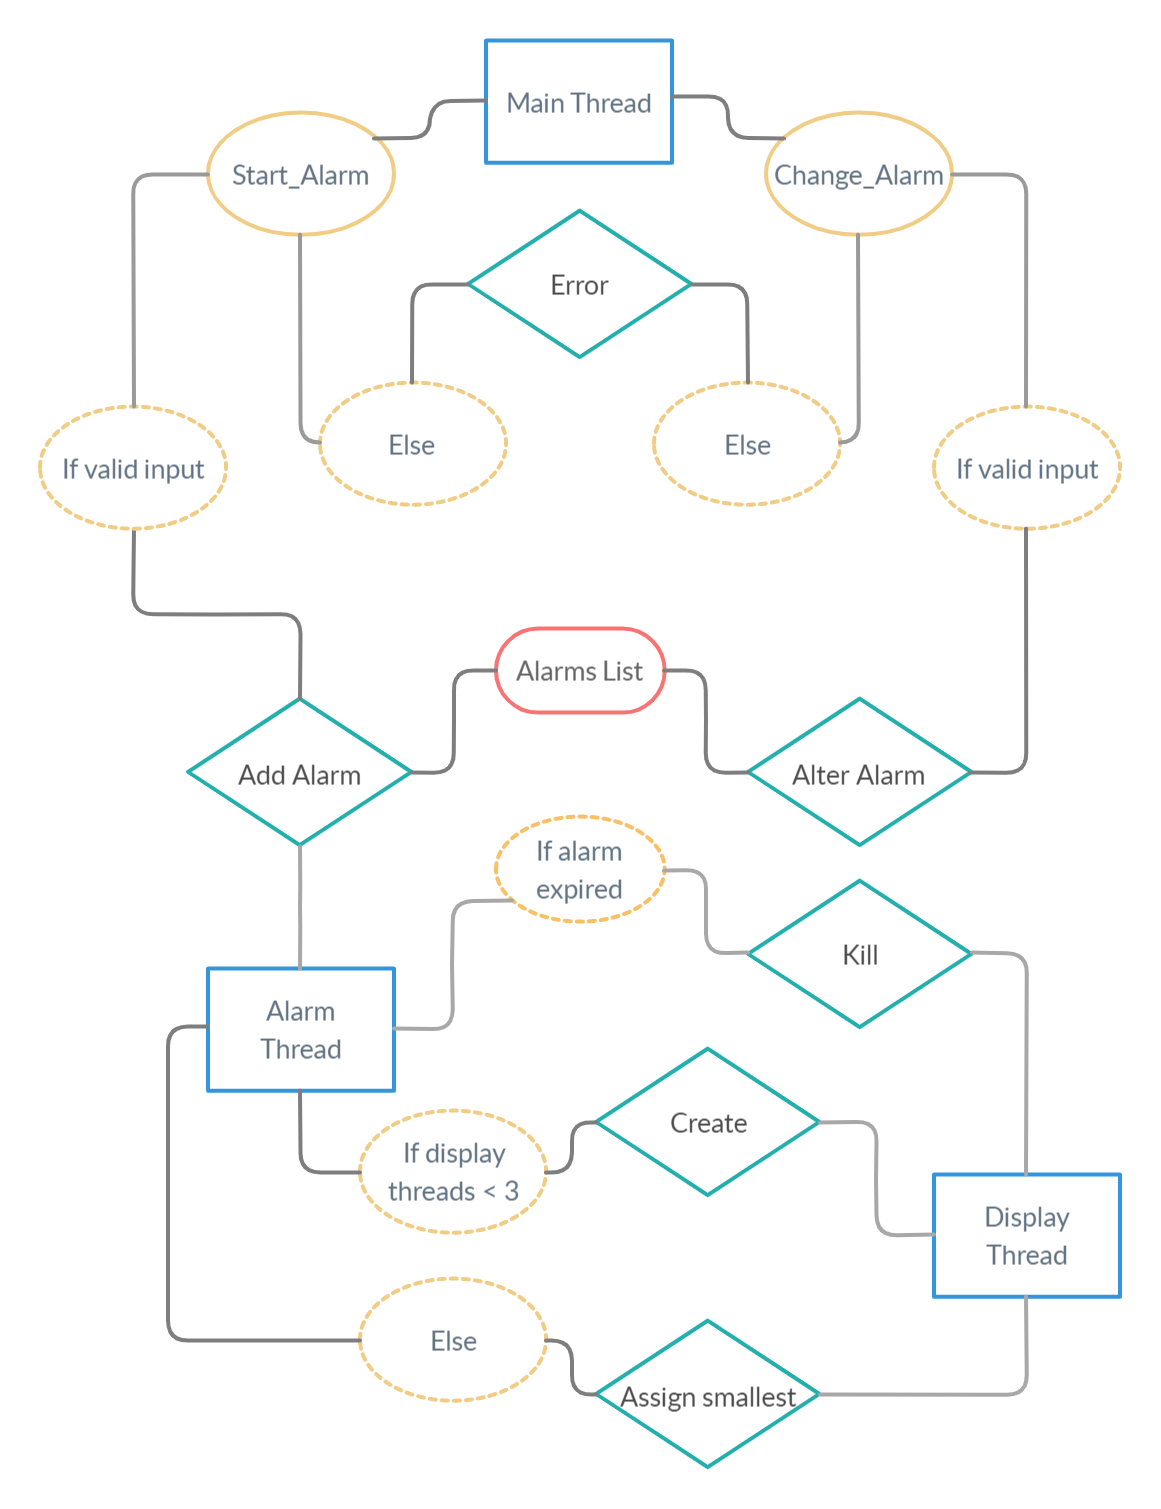 Main Thread
Start_Alarm
Change_Alarm
Error
Else
Else
If valid input
If valid input
Alarms List
Add Alarm
Alter Alarm
If alarm
expired
Kill
Alarm
Thread
Create
If display
threads < 3
Display
Thread
Else
Assign smallest